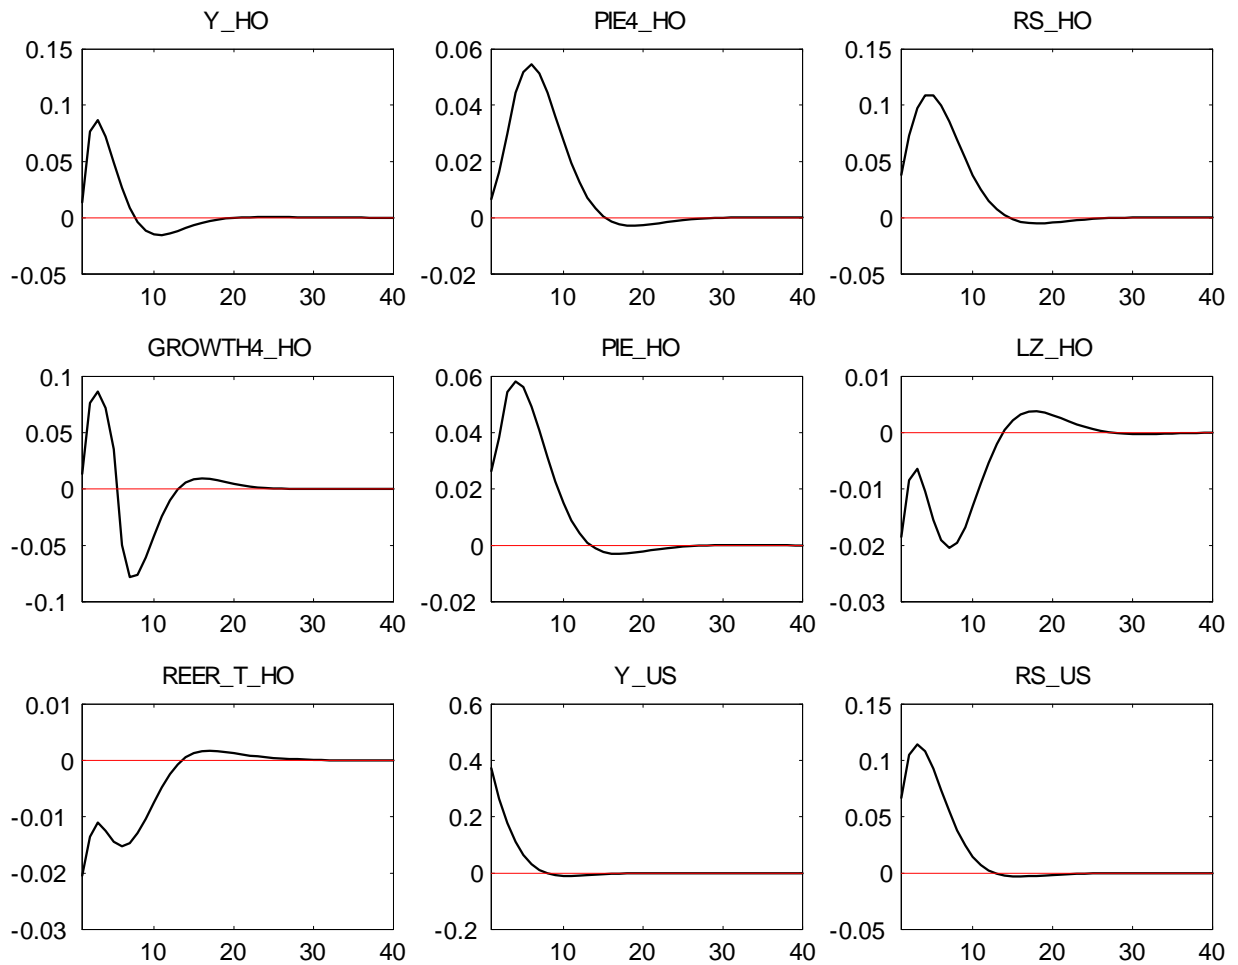 Y_HO PIE4_HO RS_HO
0.15 0.06 0.15
0.1 0.04 0.1
0.05 0.02 0.05
0 0 0
-0.05 -0.02 -0.05
10 20 30 40 10 20 30 40 10 20 30 40
GROWTH4_HO PIE_HO LZ_HO
0.1 0.06 0.01
0.05 0.04 0
0 0.02 -0.01
-0.05 0 -0.02
-0.1 -0.02 -0.03
10 20 30 40 10 20 30 40 10 20 30 40
REER_T_HO Y_US RS_US
0.01 0.6 0.15
0 0.4 0.1
-0.01 0.2 0.05
-0.02 0 0
-0.03 -0.2 -0.05
10 20 30 40 10 20 30 40 10 20 30 40